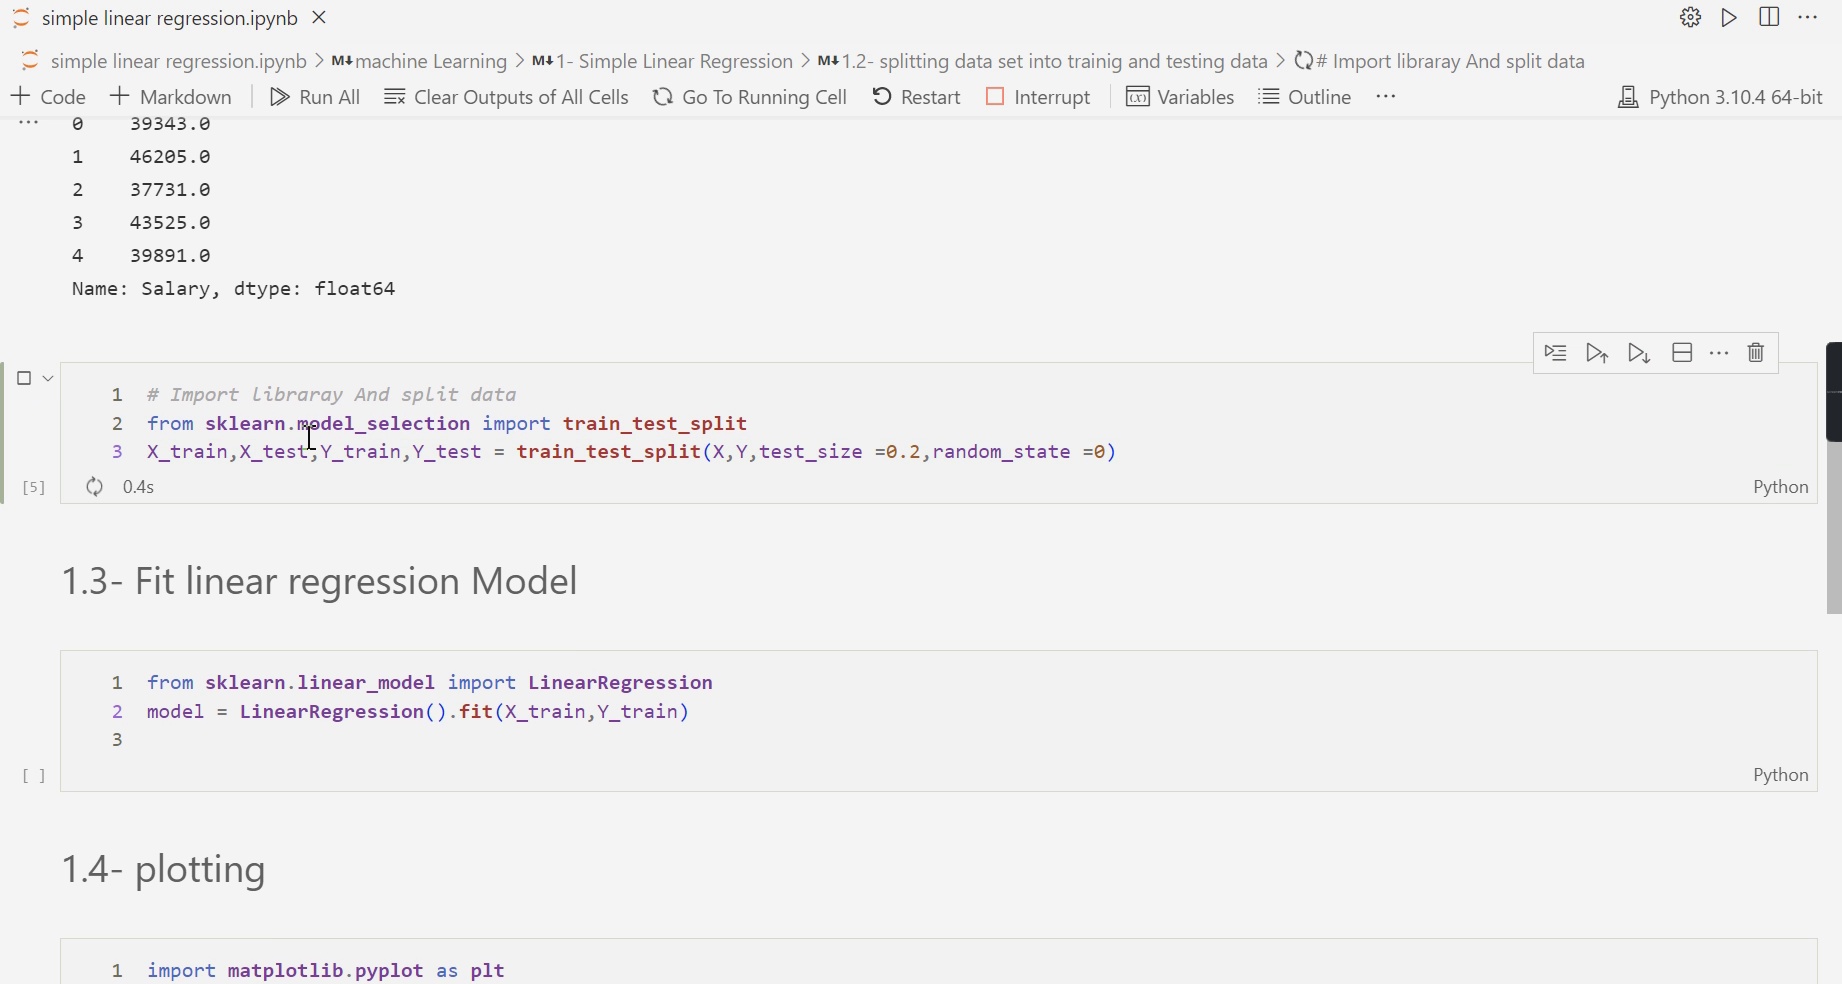 simple linear regression.ipynb
simple linear regression.ipynb > M↓ machine Learning > M↓ 1- Simple Linear Regression > M↓ 1.2- splitting data set into trainig and testing data > # Import libraray And split data
+ Code + Markdown Run All Clear Outputs of All Cells Go To Running Cell Restart Interrupt Variables Outline ... Python 3.10.4 64-bit
0 39343.0
1 46205.0
2 37731.0
3 43525.0
4 39891.0
Name: Salary, dtype: float64
1 # Import libraray And split data
2 from sklearn.model_selection import train_test_split
3 X_train,X_test,Y_train,Y_test = train_test_split(X,Y,test_size =0.2,random_state =0)
[5] 0.4s Python
1.3- Fit linear regression Model
1 from sklearn.linear_model import LinearRegression
2 model = LinearRegression().fit(X_train,Y_train)
3
[ ] Python
1.4- plotting
1 import matplotlib.pyplot as plt